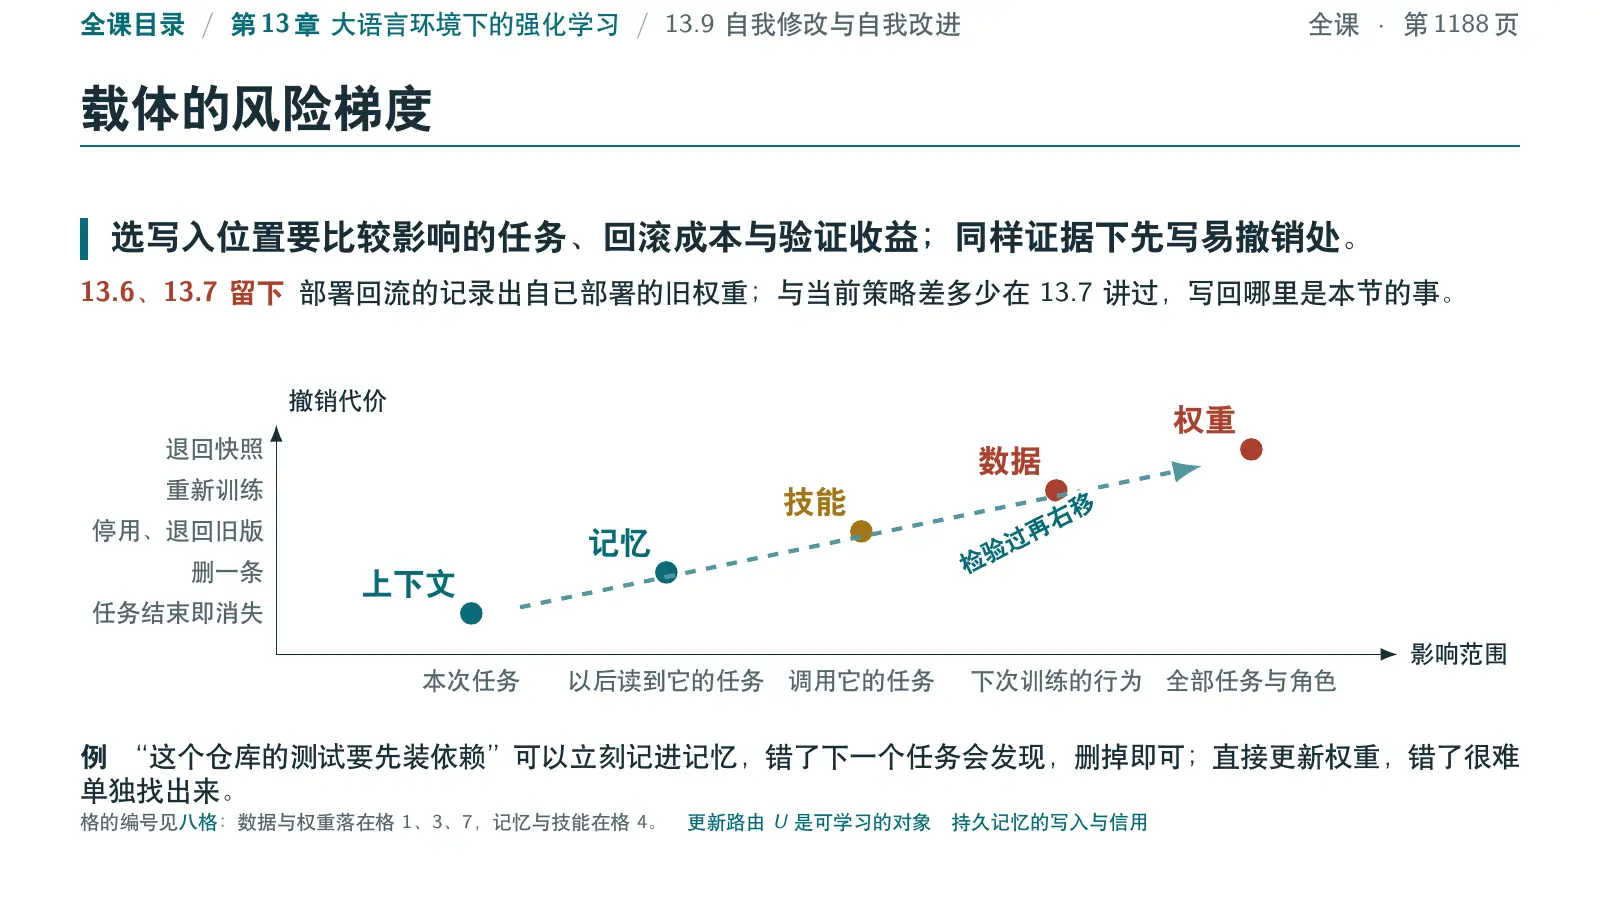 全课目录 / 第 13 章 大语言环境下的强化学习 / 13.9 自我修改与自我改进
全课 · 第 1188 页
载体的风险梯度
选写入位置要比较影响的任务、回滚成本与验证收益；同样证据下先写易撤销处。
13.6、13.7 留下 部署回流的记录出自已部署的旧权重；与当前策略差多少在 13.7 讲过，写回哪里是本节的事。
撤销代价
退回快照
重新训练
停用、退回旧版
删一条
任务结束即消失
上下文
记忆
技能
数据
权重
检验过再右移
影响范围
本次任务
以后读到它的任务
调用它的任务
下次训练的行为
全部任务与角色
例 “这个仓库的测试要先装依赖” 可以立刻记进记忆，错了下一个任务会发现，删掉即可；直接更新权重，错了很难
单独找出来。
格的编号见八格：数据与权重落在格 1、3、7，记忆与技能在格 4。 更新路由 U 是可学习的对象 持久记忆的写入与信用